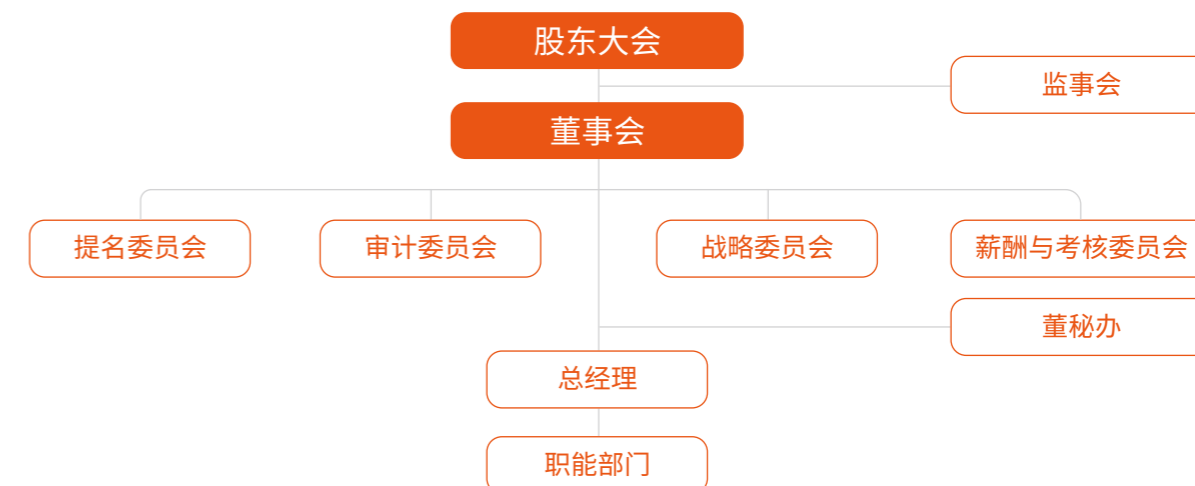 股东大会
监事会
董事会
提名委员会
审计委员会
战略委员会
薪酬与考核委员会
董秘办
总经理
职能部门